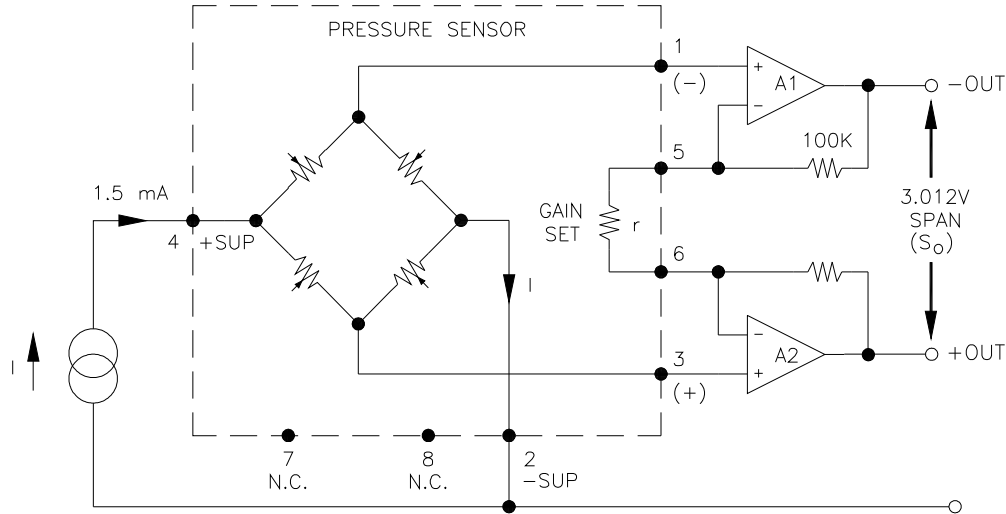 PRESSURE SENSOR
1
(-)
+
A1
-
-OUT
100K
5
1.5 mA
4
+SUP
GAIN
SET
r
3.012V
SPAN
(So)
6
I
I
-
A2
+
+OUT
3
(+)
7
N.C.
8
N.C.
2
-SUP